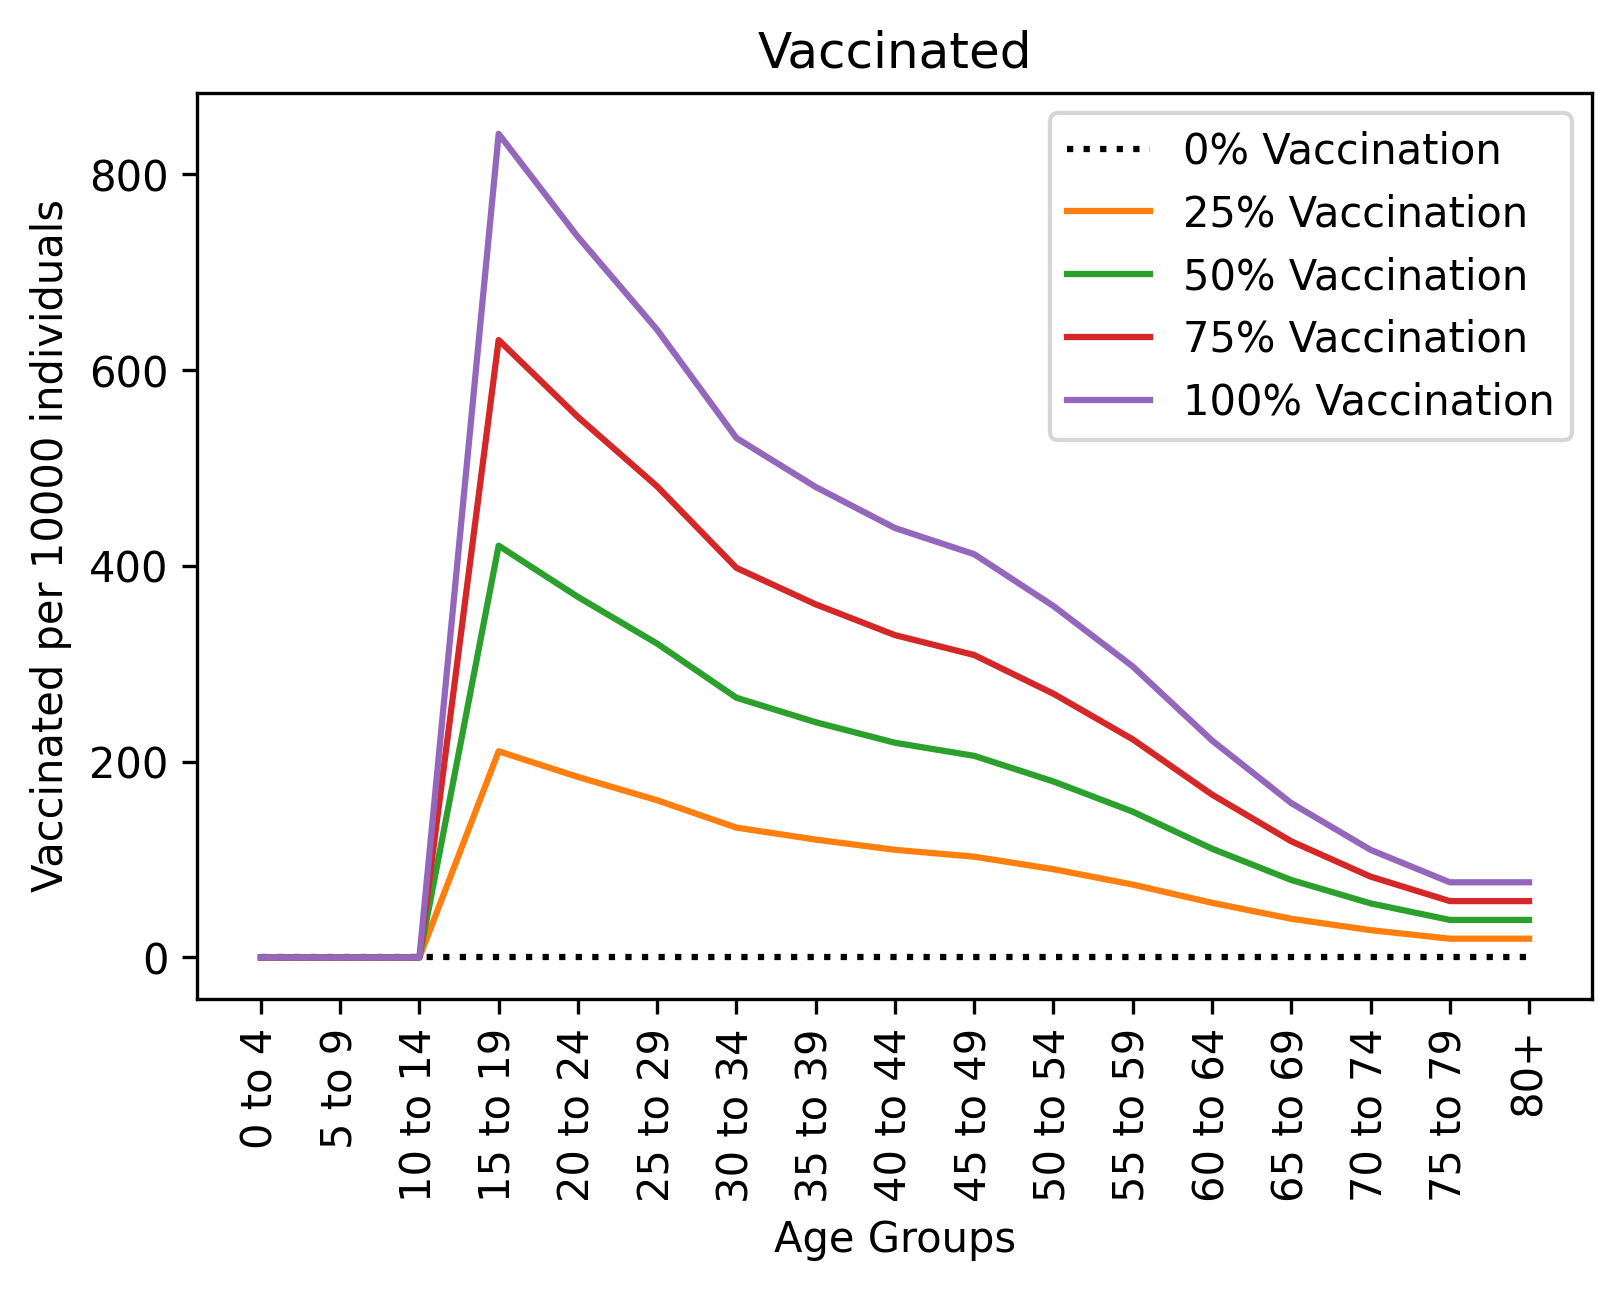 Vaccinated
Vaccinated per 10000 individuals
800
600
400
200
0
0% Vaccination
25% Vaccination
50% Vaccination
75% Vaccination
100% Vaccination
0 to 4
5 to 9
10 to 14
15 to 19
20 to 24
25 to 29
30 to 34
35 to 39
40 to 44
45 to 49
50 to 54
55 to 59
60 to 64
65 to 69
70 to 74
75 to 79
80+
Age Groups